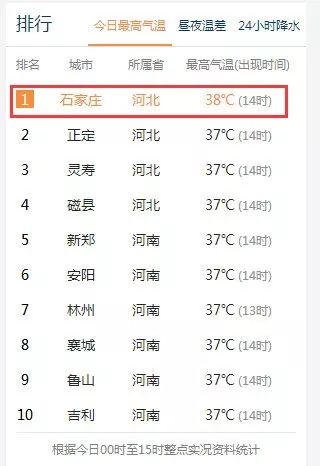 排行 今日最高气温 昼夜温差 24小时降水
排名 城市 所属省 最高气温(出现时间)
1 石家庄 河北 38℃ (14时)
2 正定 河北 37℃ (14时)
3 灵寿 河北 37℃ (14时)
4 磁县 河北 37℃ (14时)
5 新郑 河南 37℃ (14时)
6 安阳 河南 37℃ (14时)
7 林州 河南 37℃ (13时)
8 襄城 河南 37℃ (14时)
9 鲁山 河南 37℃ (14时)
10 吉利 河南 37℃ (14时)
根据今日00时至15时整点实况资料统计